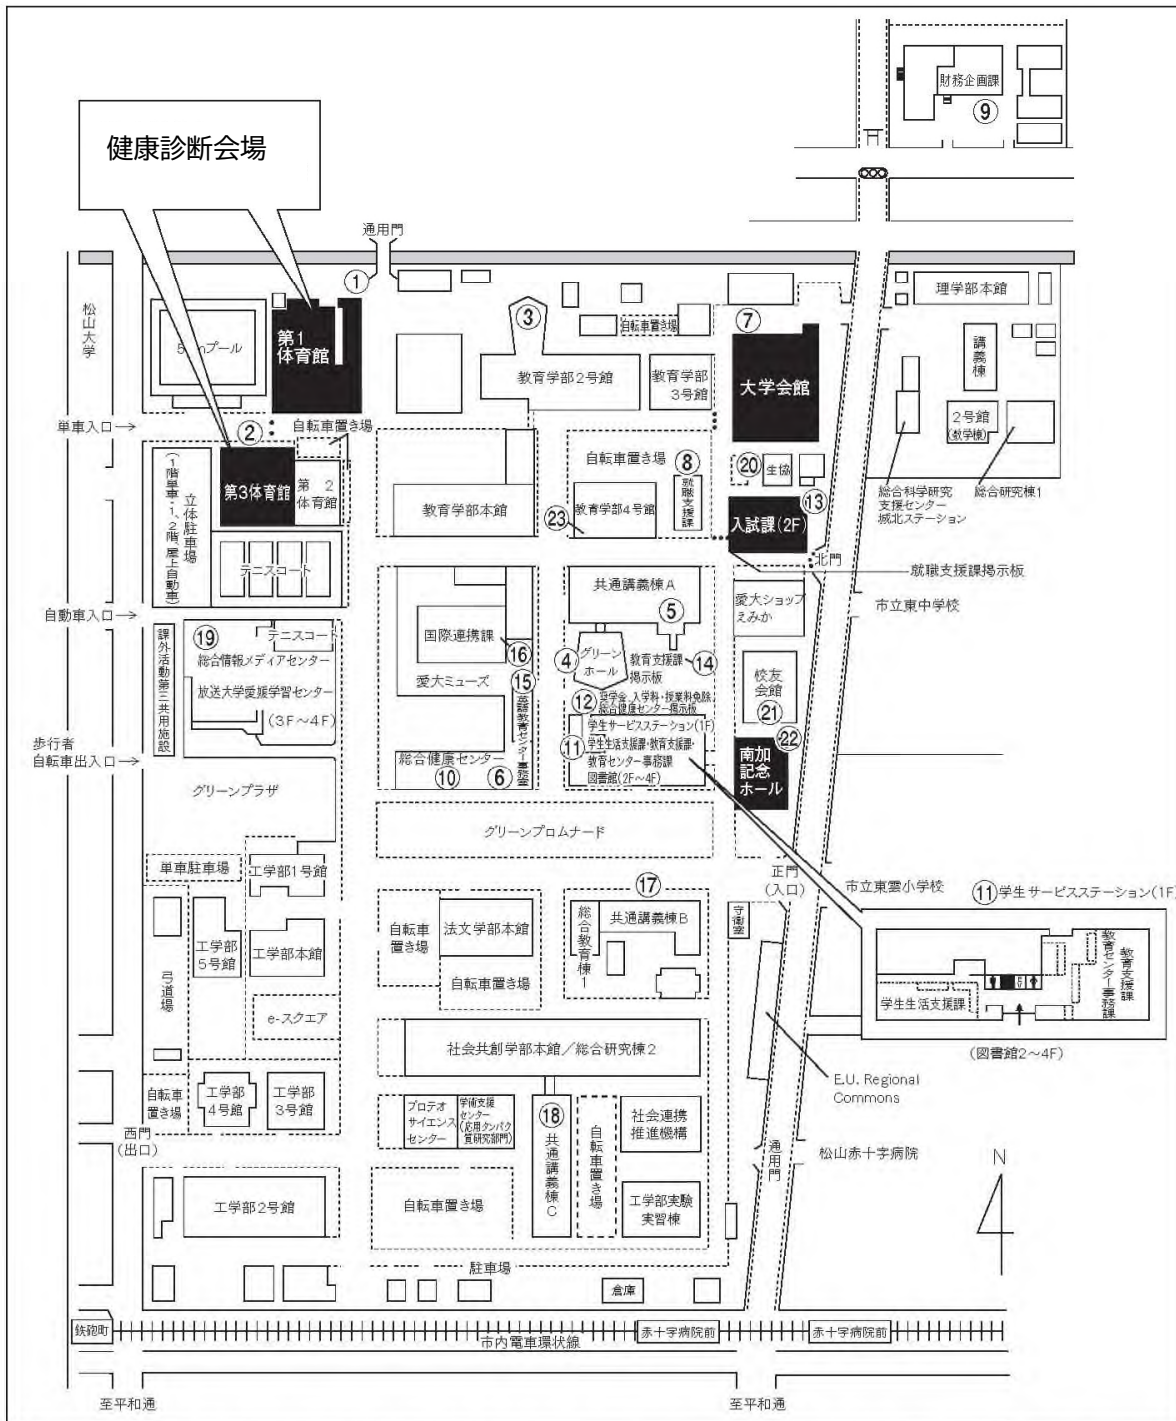 財務企画課
⑨
健康診断会場
通用門
①
松山大学
50mプール
第1
体育館
③
自転車置き場
⑦
理学部本館
教育学部2号館
教育学部
3号館
大学会館
講義棟
2号館
(数学棟)
単車入口→
②
自転車置き場
立体駐車場
(1階単車・1、2階、屋上自動車)
第3体育館
第2
体育館
自転車置き場
⑧
就職支援課
⑳
生協
⑬
総合科学研究
支援センター
城北ステーション
総合研究棟1
教育学部本館
㉓
教育学部4号館
入試課(2F)
北門
就職支援課掲示板
テニスコート
自動車入口→
共通講義棟A
⑤
愛大ショップ
えみか
市立東中学校
課外活動第三共用施設
⑲
テニスコート
総合情報メディアセンター
放送大学愛媛学習センター
(3F～4F)
国際連携課
⑯
愛大ミューズ
⑮
英語教育センター事務室
④
グリーン
ホール
教育支援課
掲示板
⑭
校友
会館
㉑
⑫
奨学金、入学料・授業料免除、
総合健康センター掲示板
学生サービスステーション(1F)
⑪
学生生活支援課・教育支援課・
教育センター事務課
図書館(2F～4F)
㉒
南加
記念
ホール
歩行者
自転車出入口→
総合健康センター
⑩
⑥
グリーンプラザ
グリーンプロムナード
単車駐車場
工学部1号館
正門
(入口)
市立東雲小学校
⑪学生サービスステーション(1F)
弓道場
工学部
5号館
工学部本館
自転車
置き場
法文学部本館
自転車置き場
⑰
総合教育棟1
共通講義棟B
守衛室
学生生活支援課
教育センター事務課
教育支援課
(図書館2～4F)
e-スクエア
社会共創学部本館／総合研究棟2
E.U. Regional
Commons
自転車
置き場
工学部
4号館
工学部
3号館
プロテオ
サイエンス
センター
学術支援
センター
(応用タンパク
質研究部門)
⑱
共通講義棟C
自転車置き場
社会連携
推進機構
西門
(出口)
通用門
松山赤十字病院
N
工学部2号館
自転車置き場
工学部実験
実習棟
駐車場
倉庫
鉄砲町
市内電車環状線
赤十字病院前
赤十字病院前
至平和通
至平和通